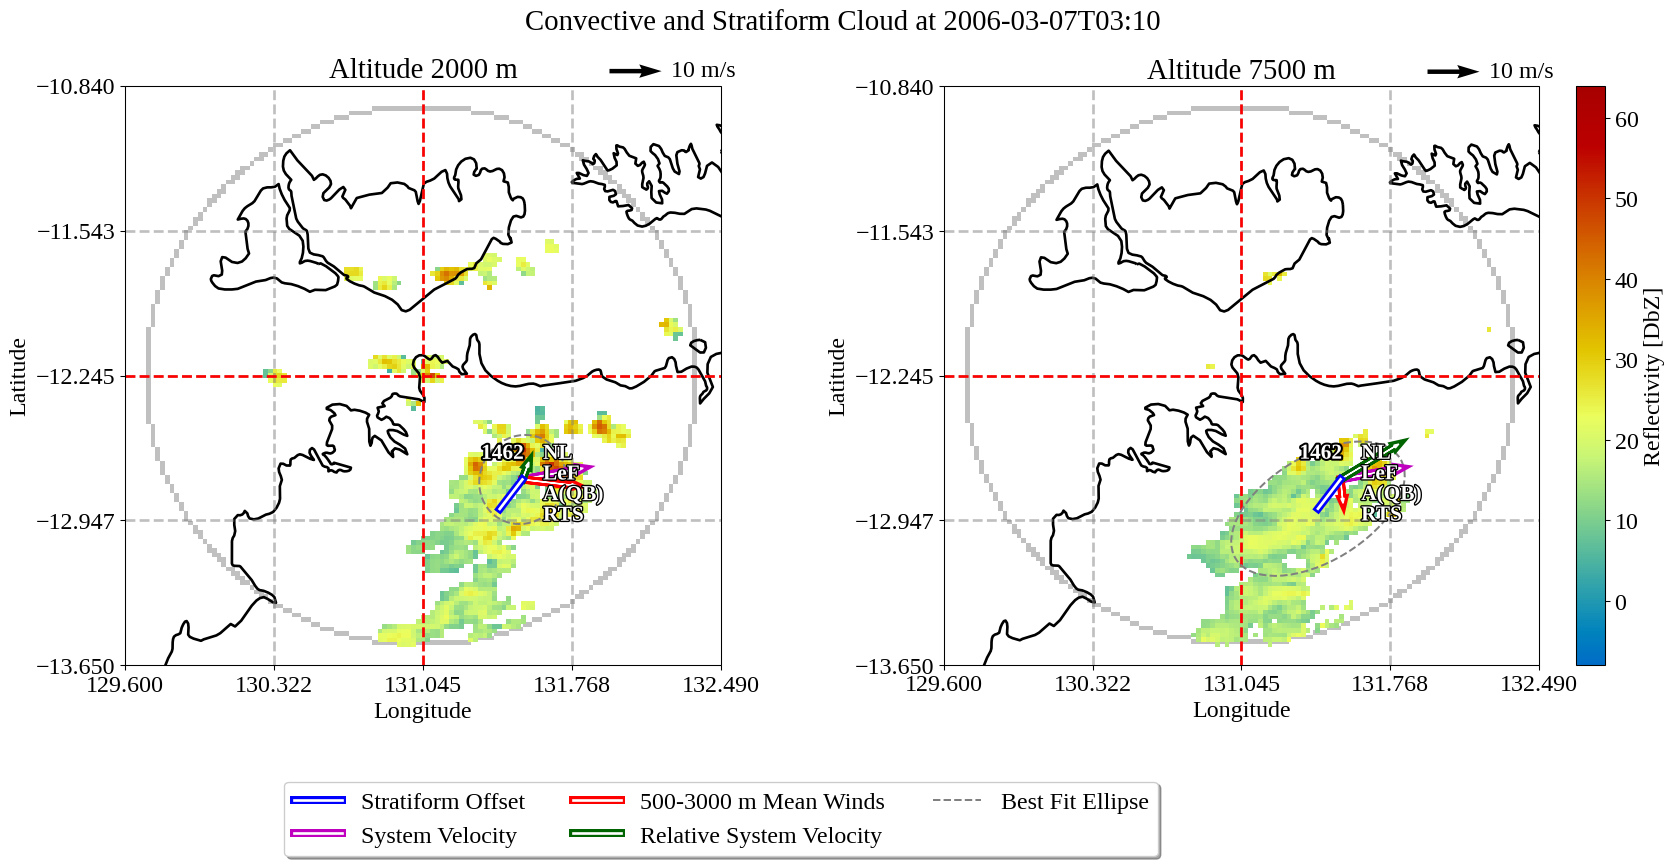 Convective and Stratiform Cloud at 2006-03-07T03:10
Altitude 2000 m
10 m/s
Altitude 7500 m
10 m/s
−10.840
−11.543
−12.245
−12.947
−13.650
Latitude
129.600
130.322
131.045
131.768
132.490
Longitude
1462
NL
LeF
A(QB)
RTS
−10.840
−11.543
−12.245
−12.947
−13.650
Latitude
129.600
130.322
131.045
131.768
132.490
Longitude
1462
NL
LeF
A(QB)
RTS
60
50
40
30
20
10
0
Reflectivity [DbZ]
Stratiform Offset
500-3000 m Mean Winds
Best Fit Ellipse
System Velocity
Relative System Velocity